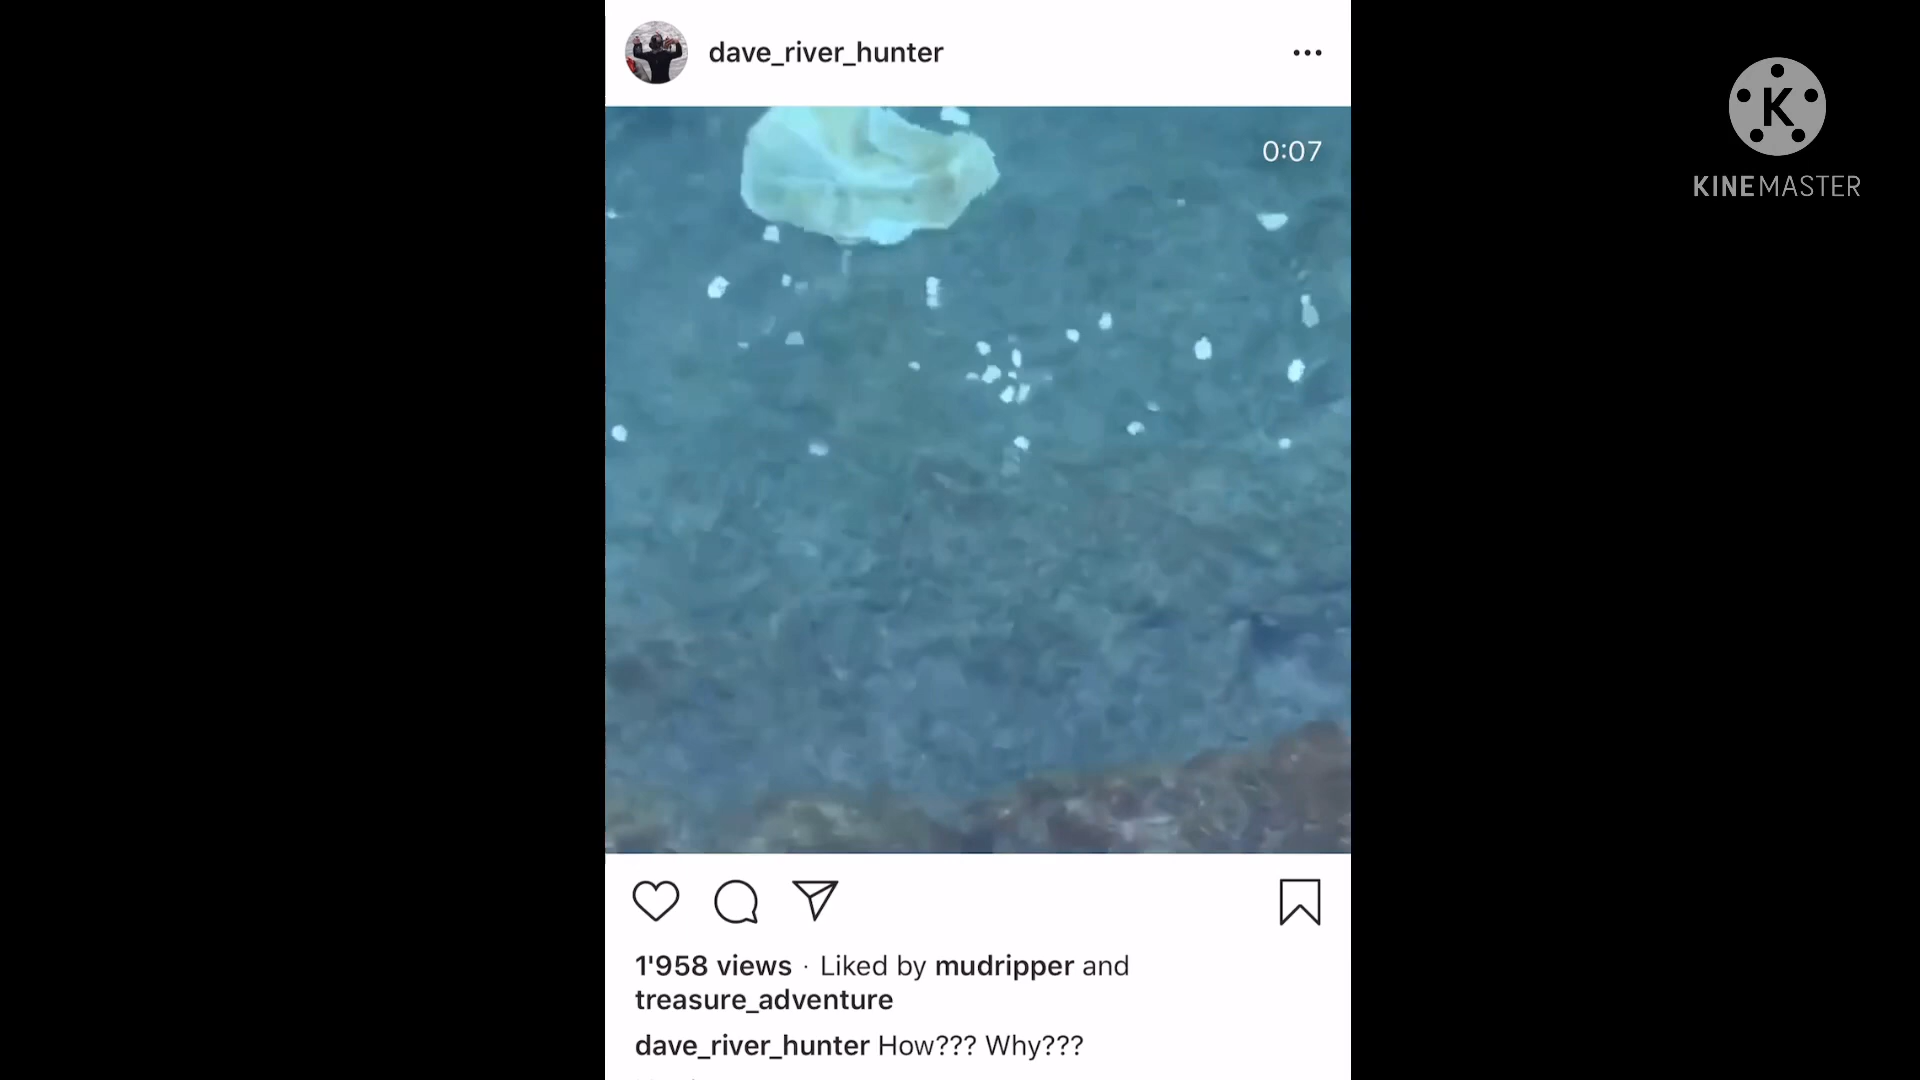 dave_river_hunter
0:07
K
KINEMASTER
1'958 views · Liked by mudripper and
treasure_adventure
dave_river_hunter How??? Why???